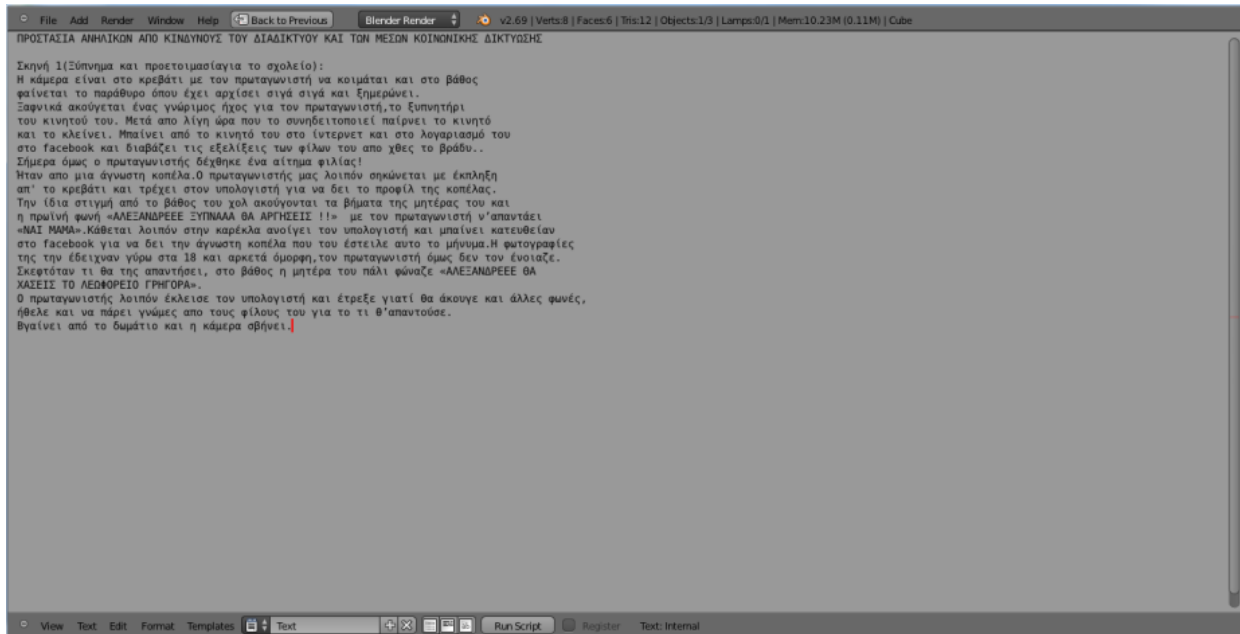 File Add Render Window Help Back to Previous Blender Render v2.69 | Verts:8 | Faces:6 | Tris:12 | Objects:1/3 | Lamps:0/1 | Mem:10.23M (0.11M) | Cube
ΠΡΟΣΤΑΣΙΑ ΑΝΗΛΙΚΩΝ ΑΠΟ ΚΙΝΔΥΝΟΥΣ ΤΟΥ ΔΙΑΔΙΚΤΥΟΥ ΚΑΙ ΤΩΝ ΜΕΣΩΝ ΚΟΙΝΩΝΙΚΗΣ ΔΙΚΤΥΩΣΗΣ
Σκηνή 1(Ξύπνημα και προετοιμασίαγια το σχολείο):
Η κάμερα είναι στο κρεβάτι με τον πρωταγωνιστή να κοιμάται και στο βάθος
φαίνεται το παράθυρο όπου έχει αρχίσει σιγά σιγά και ξημερώνει.
Ξαφνικά ακούγεται ένας γνώριμος ήχος για τον πρωταγωνιστή,το ξυπνητήρι
του κινητού του. Μετά απο λίγη ώρα που το συνηδειτοποιεί παίρνει το κινητό
και το κλείνει. Μπαίνει από το κινητό του στο ίντερνετ και στο λογαριασμό του
στο facebook και διαβάζει τις εξελίξεις των φίλων του απο χθες το βράδυ..
Σήμερα όμως ο πρωταγωνιστής δέχθηκε ένα αίτημα φιλίας!
Ήταν απο μια άγνωστη κοπέλα.Ο πρωταγωνιστής μας λοιπόν σηκώνεται με έκπληξη
απ' το κρεβάτι και τρέχει στον υπολογιστή για να δει το προφίλ της κοπέλας.
Την ίδια στιγμή από το βάθος του χολ ακούγονται τα βήματα της μητέρας του και
η πρωϊνή φωνή «ΑΛΕΞΑΝΔΡΕΕΕ ΞΥΠΝΑΑΑ ΘΑ ΑΡΓΗΣΕΙΣ !!» με τον πρωταγωνιστή ν'απαντάει
«ΝΑΙ ΜΑΜΑ».Κάθεται λοιπόν στην καρέκλα ανοίγει τον υπολογιστή και μπαίνει κατευθείαν
στο facebook για να δει την άγνωστη κοπέλα που του έστειλε αυτο το μήνυμα.Η φωτογραφίες
της την έδειχναν γύρω στα 18 και αρκετά όμορφη,τον πρωταγωνιστή όμως δεν τον ένοιαζε.
Σκεφτόταν τι θα της απαντήσει, στο βάθος η μητέρα του πάλι φώναζε «ΑΛΕΞΑΝΔΡΕΕΕ ΘΑ
ΧΑΣΕΙΣ ΤΟ ΛΕΩΦΟΡΕΙΟ ΓΡΗΓΟΡΑ».
Ο πρωταγωνιστής λοιπόν έκλεισε τον υπολογιστή και έτρεξε γιατί θα άκουγε και άλλες φωνές,
ήθελε και να πάρει γνώμες απο τους φίλους του για το τι θ'απαντούσε.
Βγαίνει από το δωμάτιο και η κάμερα σβήνει.
View Text Edit Format Templates Text Run Script Register Text: Internal